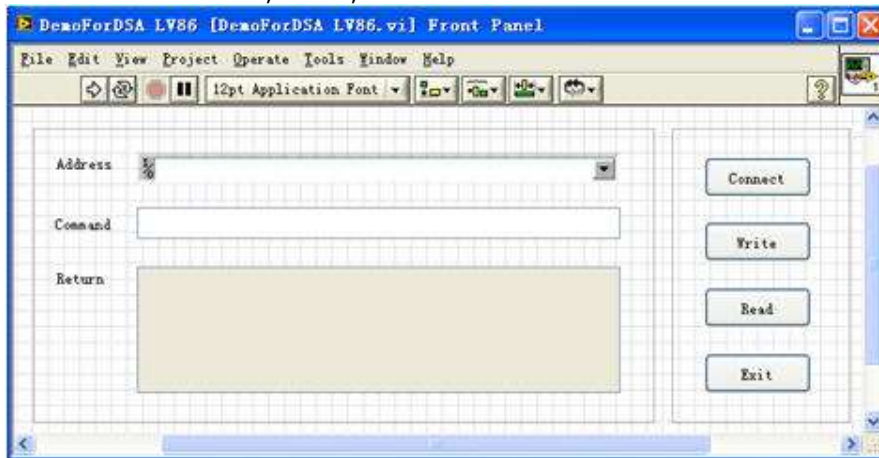 DemoForDSA LV86 [DemoForDSA LV86.vi] Front Panel
File Edit View Project Operate Tools Window Help
12pt Application Font
Address
Connect
Command
Write
Return
Read
Exit